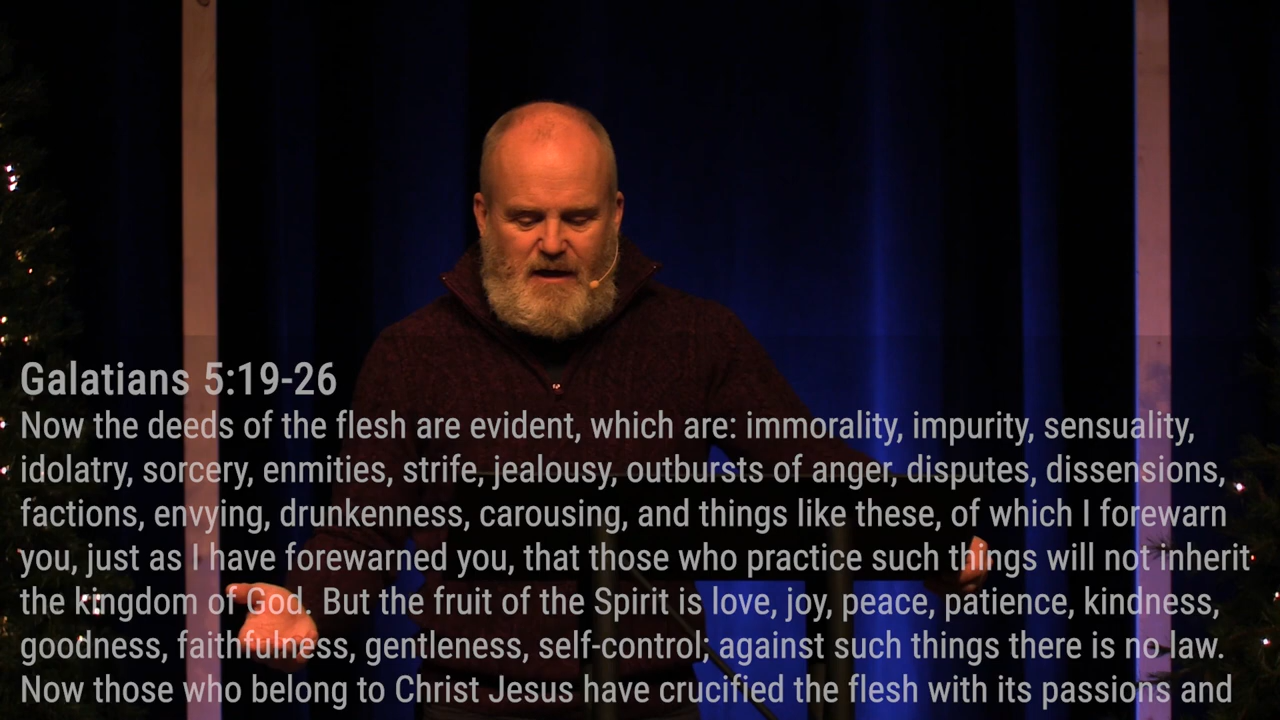 Galatians 5:19-26
Now the deeds of the flesh are evident, which are: immorality, impurity, sensuality,
idolatry, sorcery, enmities, strife, jealousy, outbursts of anger, disputes, dissensions,
factions, envying, drunkenness, carousing, and things like these, of which I forewarn
you, just as I have forewarned you, that those who practice such things will not inherit
the kingdom of God. But the fruit of the Spirit is love, joy, peace, patience, kindness,
goodness, faithfulness, gentleness, self-control; against such things there is no law.
Now those who belong to Christ Jesus have crucified the flesh with its passions and